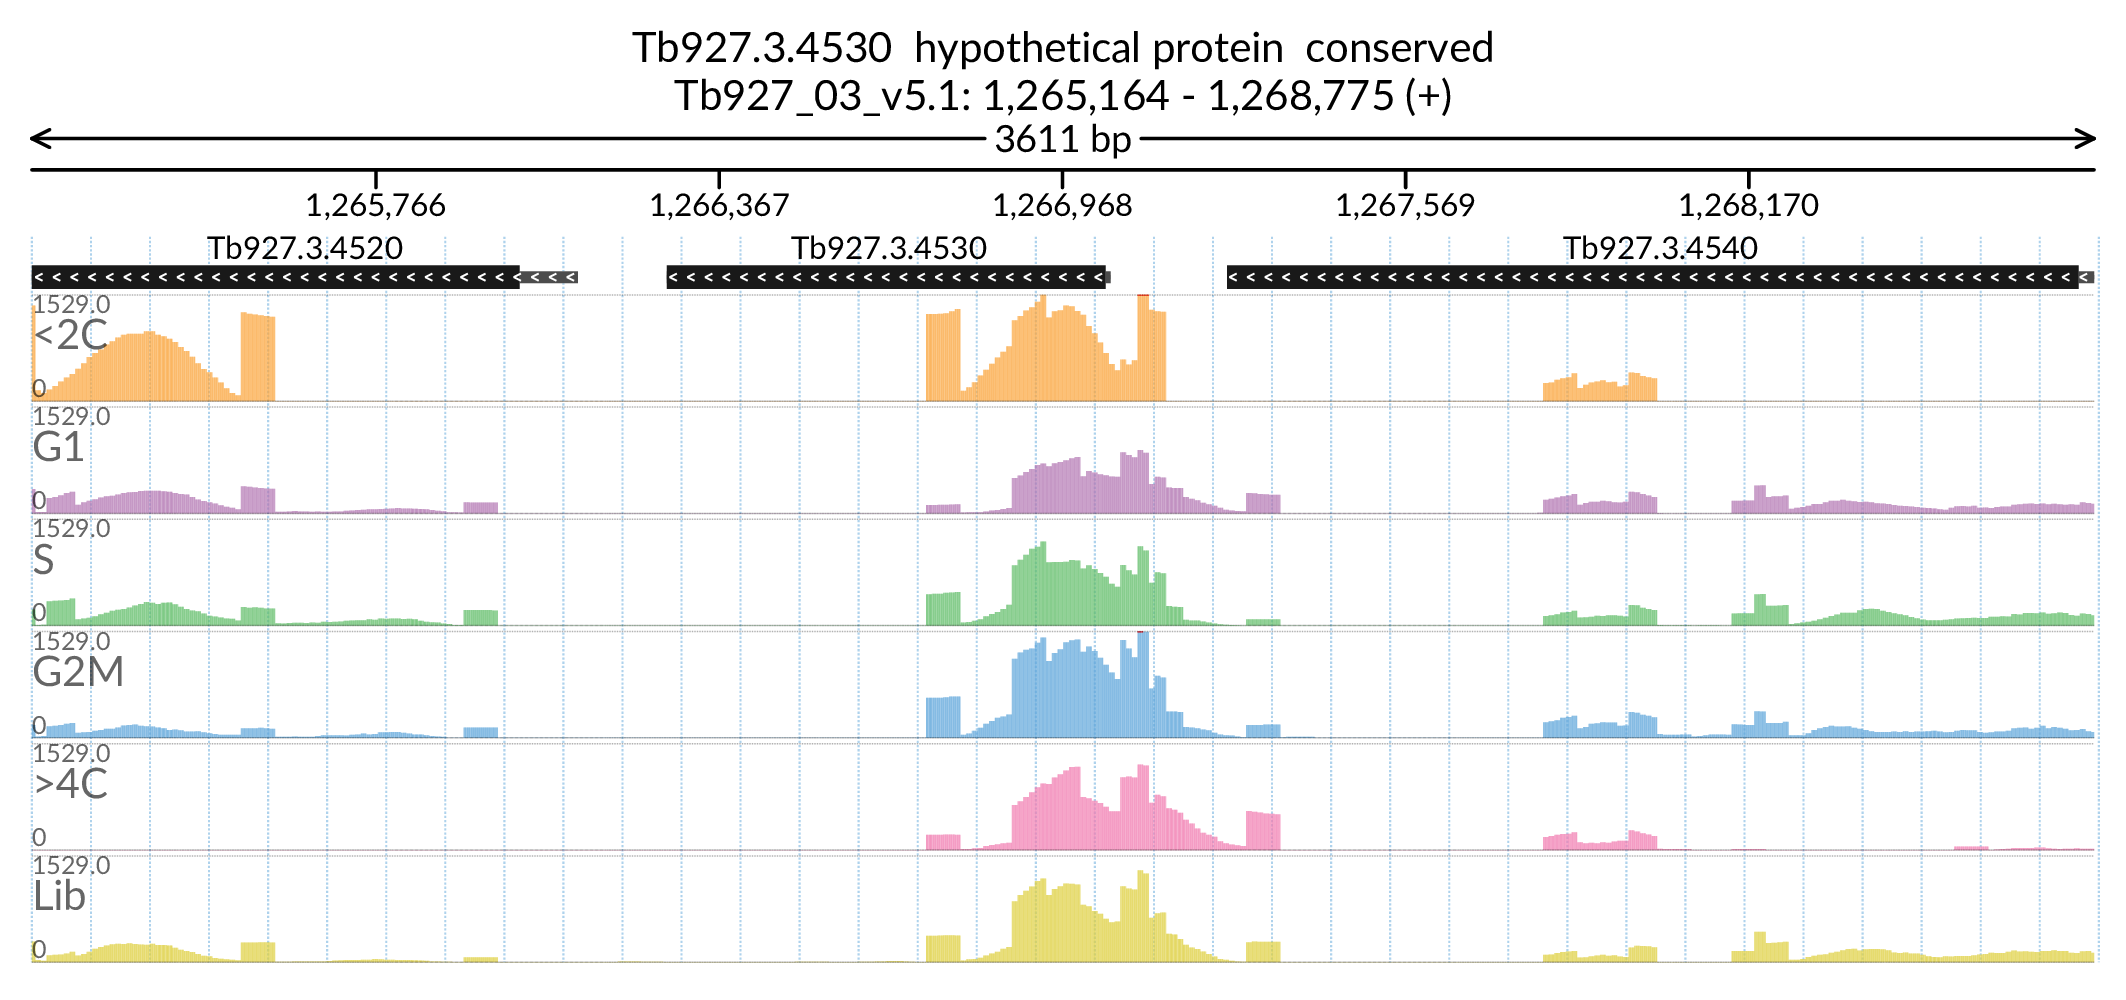 Tb927.3.4530  hypothetical protein  conserved
Tb927_03_v5.1: 1,265,164 - 1,268,775 (+)
3611 bp
1,265,766 1,266,367 1,266,968 1,267,569 1,268,170
Tb927.3.4520 Tb927.3.4530 Tb927.3.4540
1529.0
<2C
0
1529.0
G1
0
1529.0
S
0
1529.0
G2M
0
1529.0
>4C
0
1529.0
Lib
0